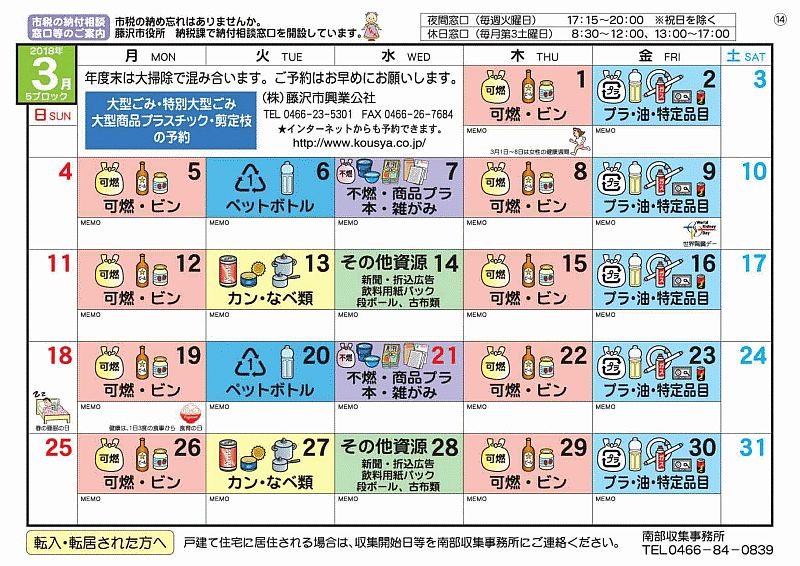 市税の納付相談
窓口等のご案内
市税の納め忘れはありませんか。
藤沢市役所　納税課で納付相談窓口を開設しています。
夜間窓口（毎週火曜日）　17:15～20:00　※祝日を除く
休日窓口（毎月第3土曜日）　8:30～12:00、13:00～17:00
⑭
2018年
3月
5ブロック
日 SUN
月 MON
火 TUE
水 WED
木 THU
金 FRI
土 SAT
年度末は大掃除で混み合います。ご予約はお早めにお願いします。
大型ごみ・特別大型ごみ
大型商品プラスチック・剪定枝
の予約
（株）藤沢市興業公社
TEL 0466-23-5301　FAX 0466-26-7684
★インターネットからも予約できます。
http://www.kousya.co.jp/
可燃 1
可燃・ビン
MEMO
3月1日～8日は女性の健康週間
プラ 2
プラ・油・特定品目
MEMO
3
4
可燃 5
可燃・ビン
MEMO
1 6
ペットボトル
MEMO
不燃 7
不燃・商品プラ
本・雑がみ
MEMO
可燃 8
可燃・ビン
MEMO
プラ 9
プラ・油・特定品目
MEMO
World
Kidney
Day
世界腎臓デー
10
11
可燃 12
可燃・ビン
MEMO
13
カン・なべ類
MEMO
その他資源 14
新聞・折込広告
飲料用紙パック
段ボール、古布類
MEMO
可燃 15
可燃・ビン
MEMO
プラ 16
プラ・油・特定品目
MEMO
17
18
春の睡眠の日
可燃 19
可燃・ビン
MEMO
健康は、1日3食の食事から　食育の日
1 20
ペットボトル
MEMO
不燃 21
不燃・商品プラ
本・雑がみ
MEMO
可燃 22
可燃・ビン
MEMO
プラ 23
プラ・油・特定品目
MEMO
24
25
可燃 26
可燃・ビン
MEMO
27
カン・なべ類
MEMO
その他資源 28
新聞・折込広告
飲料用紙パック
段ボール、古布類
MEMO
可燃 29
可燃・ビン
MEMO
プラ 30
プラ・油・特定品目
MEMO
31
転入・転居された方へ
戸建て住宅に居住される場合は、収集開始日等を南部収集事務所にご連絡ください。
南部収集事務所
TEL0466-84-0839